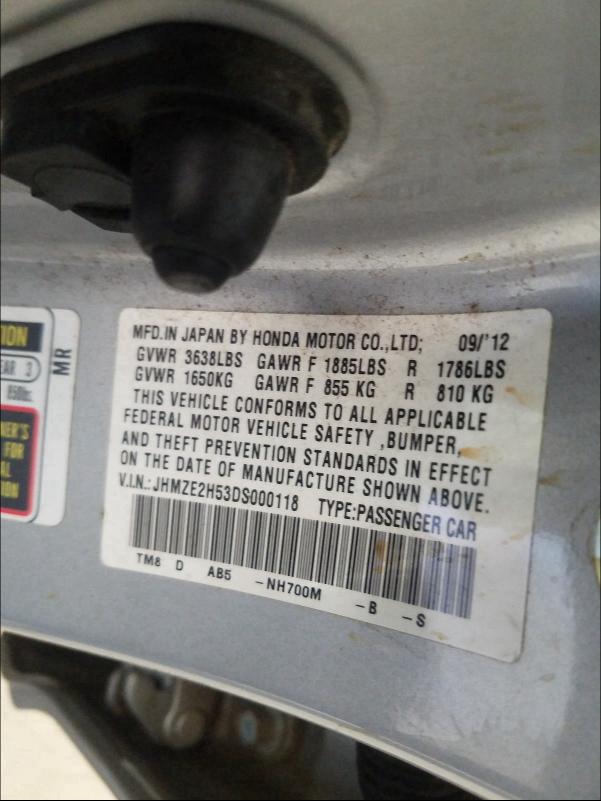 MFD.IN JAPAN BY HONDA MOTOR CO.,LTD; 09/'12
GVWR 3638LBS GAWR F 1885LBS R 1786LBS
GVWR 1650KG GAWR F 855 KG R 810 KG
THIS VEHICLE CONFORMS TO ALL APPLICABLE
FEDERAL MOTOR VEHICLE SAFETY ,BUMPER,
AND THEFT PREVENTION STANDARDS IN EFFECT
ON THE DATE OF MANUFACTURE SHOWN ABOVE.
V.I.N.: JHMZE2H53DS000118 TYPE:PASSENGER CAR
TM8 D AB5 -NH700M -B -S
MR
FOR